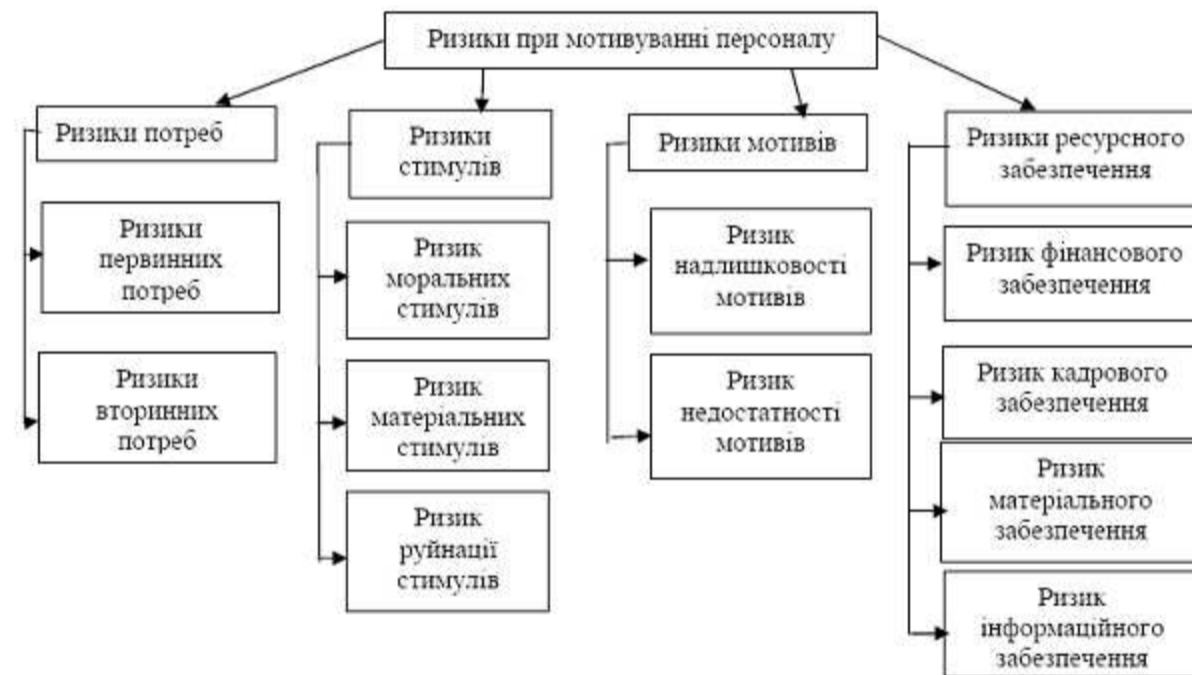 Ризики при мотивуванні персоналу
Ризики потреб
Ризики
первинних
потреб
Ризики
вторинних
потреб
Ризики
стимулів
Ризик
моральних
стимулів
Ризик
матеріальних
стимулів
Ризик
руйнації
стимулів
Ризики мотивів
Ризик
надлишковості
мотивів
Ризик
недостатності
мотивів
Ризики ресурсного
забезпечення
Ризик фінансового
забезпечення
Ризик кадрового
забезпечення
Ризик
матеріального
забезпечення
Ризик
інформаційного
забезпечення